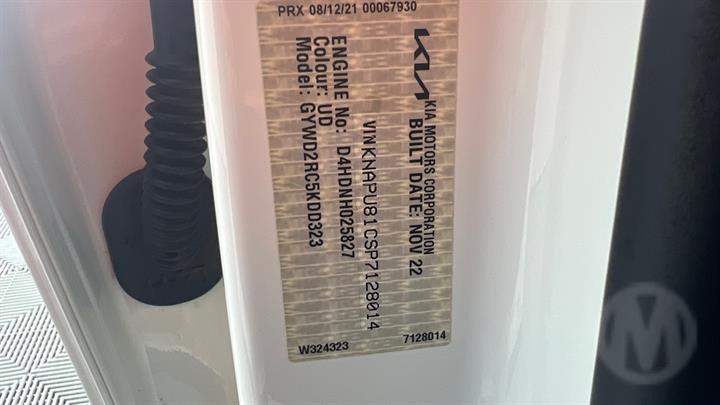 PRX 08/12/21 00067930
KIA
KIA MOTORS CORPORATION
BUILT DATE: NOV 22
VIN KNAPU81CSP7128014
ENGINE No: D4HDNH025827
Colour: UD
Model: GYWD2RC5KDD323
W324323
7128014
M